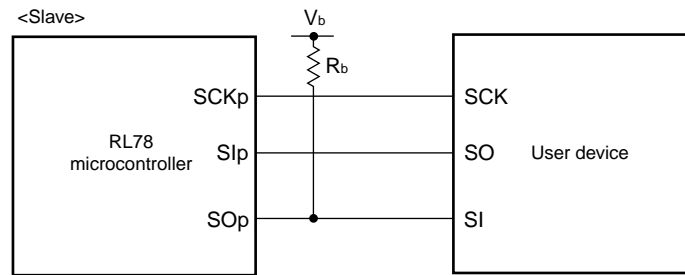 <Slave>
Vb
Rb
SCKp
SCK
RL78
microcontroller
SIp
SO
User device
SOp
SI